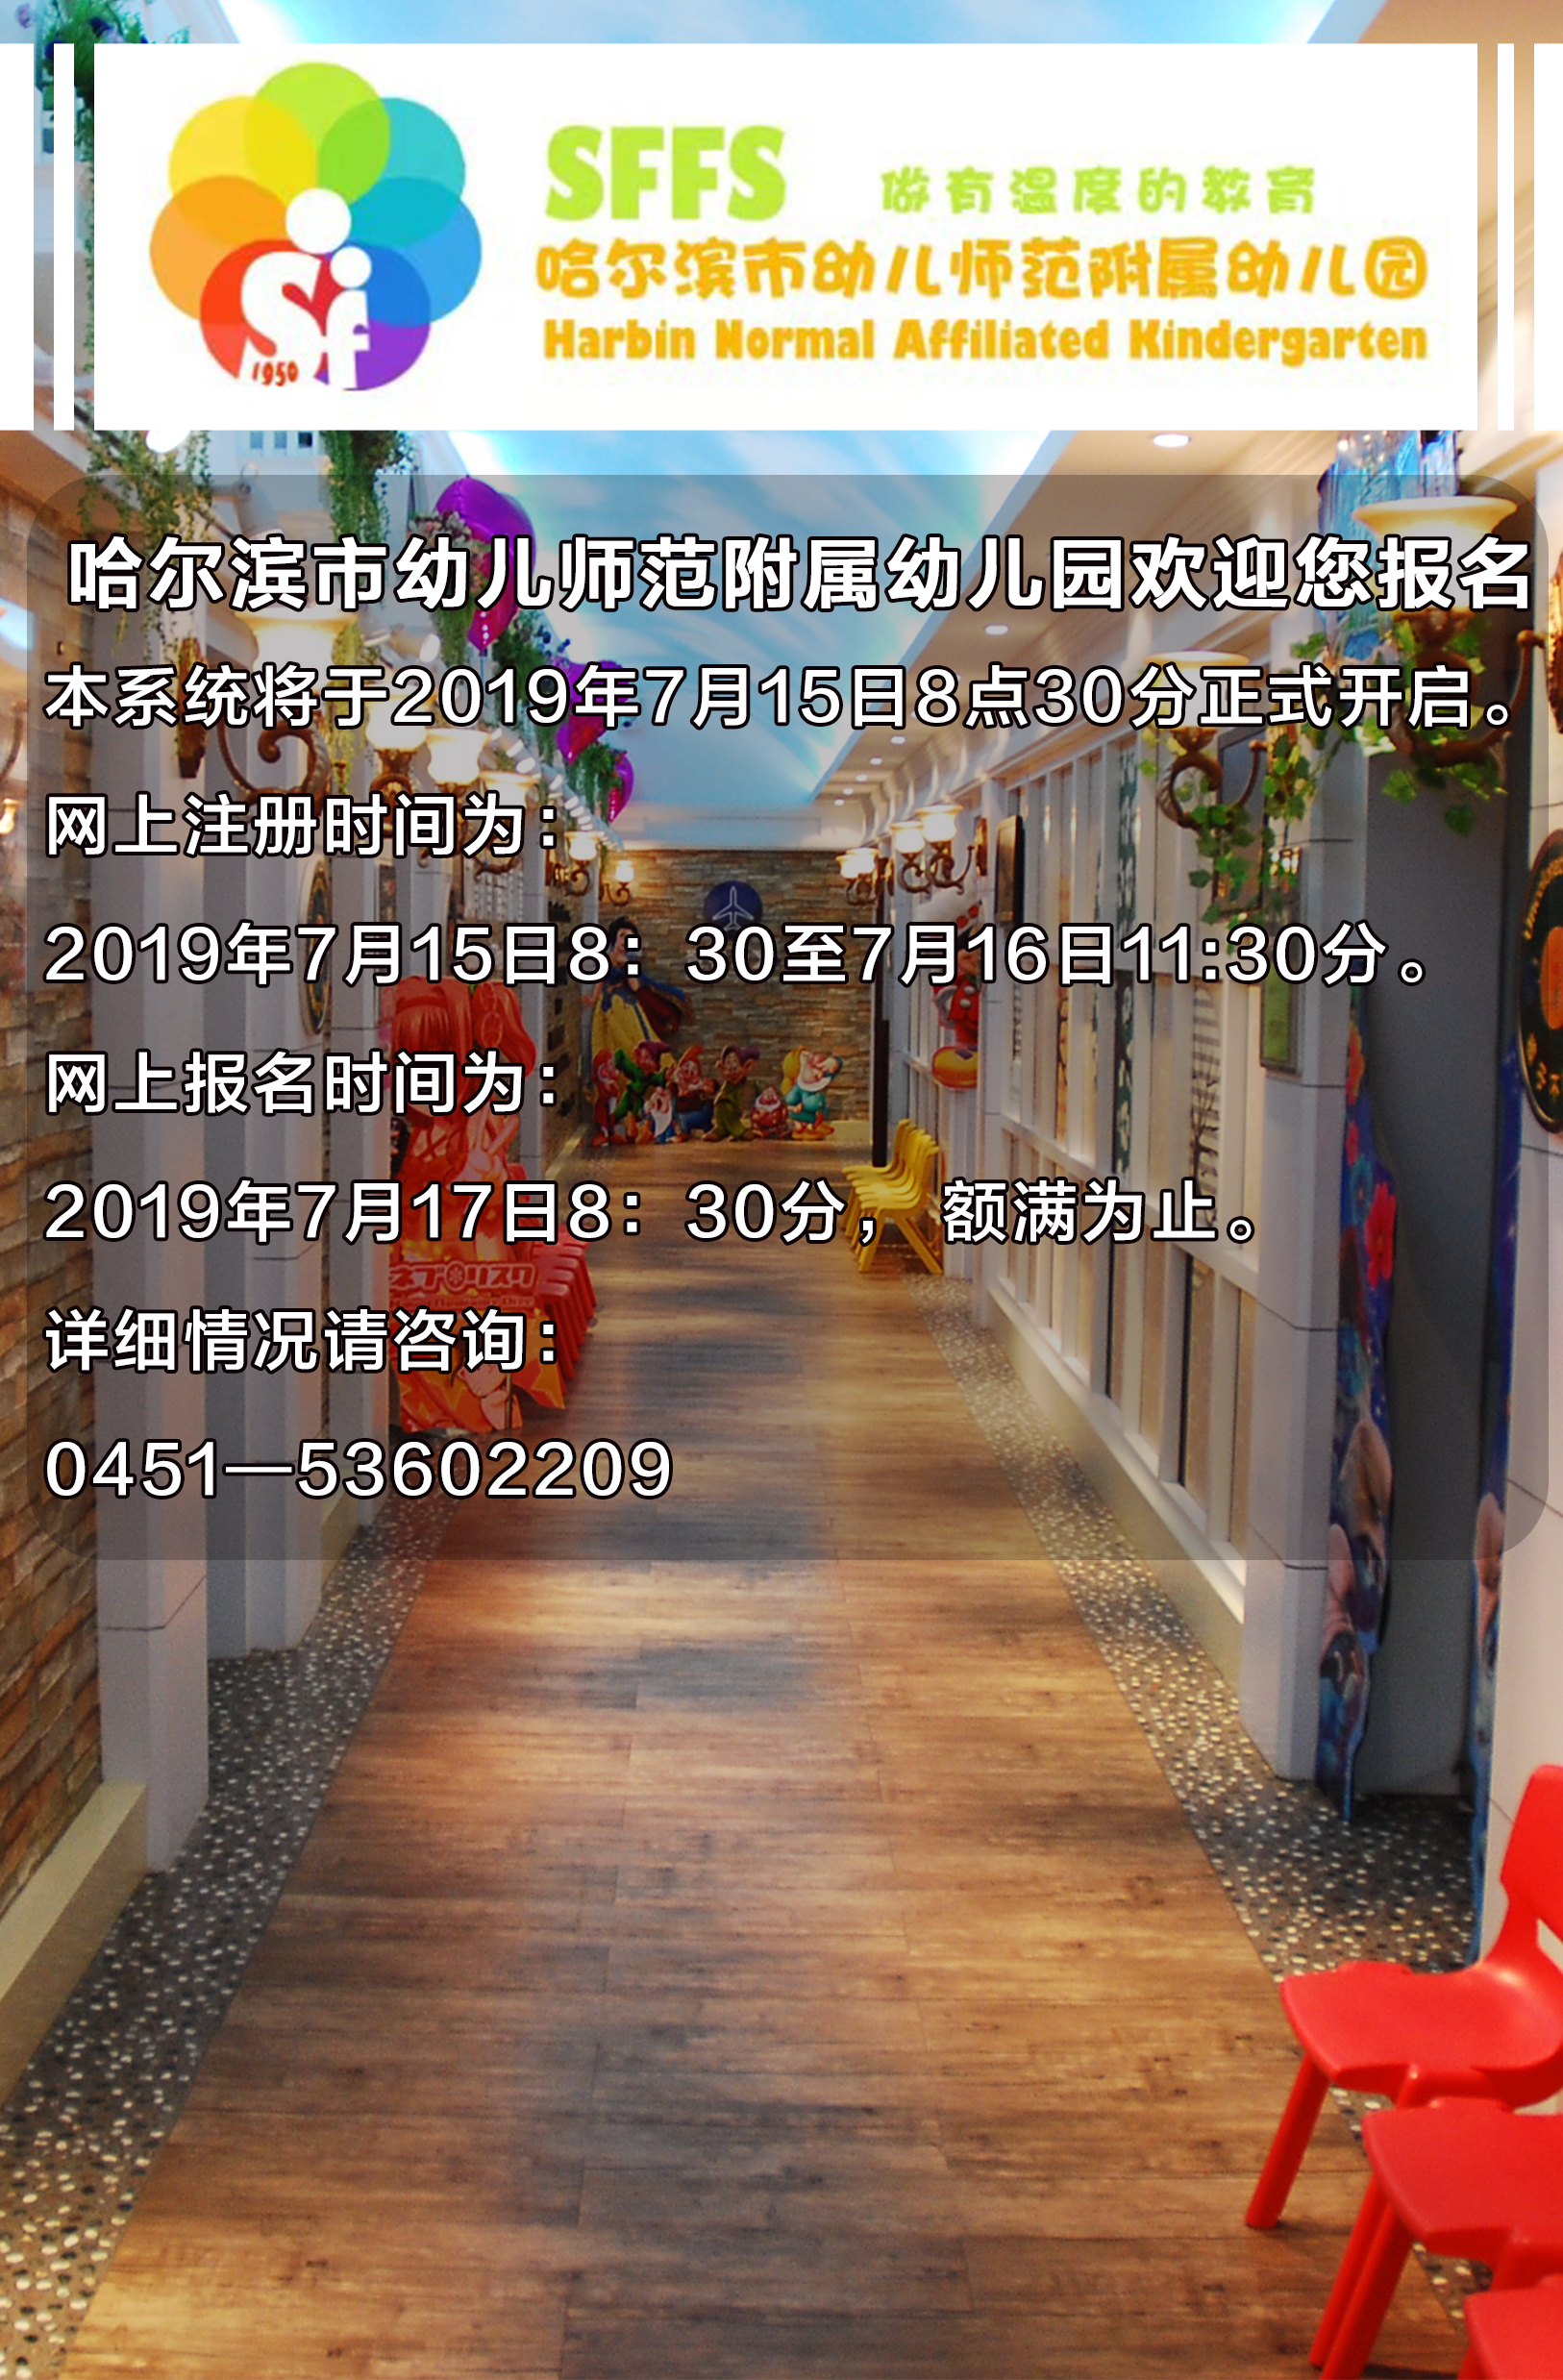 SFFS 做有温度的教育
哈尔滨市幼儿师范附属幼儿园
Harbin Normal Affiliated Kindergarten
Sf
1950
哈尔滨市幼儿师范附属幼儿园欢迎您报名
本系统将于2019年7月15日8点30分正式开启。
网上注册时间为：
2019年7月15日8：30至7月16日11:30分。
网上报名时间为：
2019年7月17日8：30分， 额满为止。
详细情况请咨询：
0451—53602209